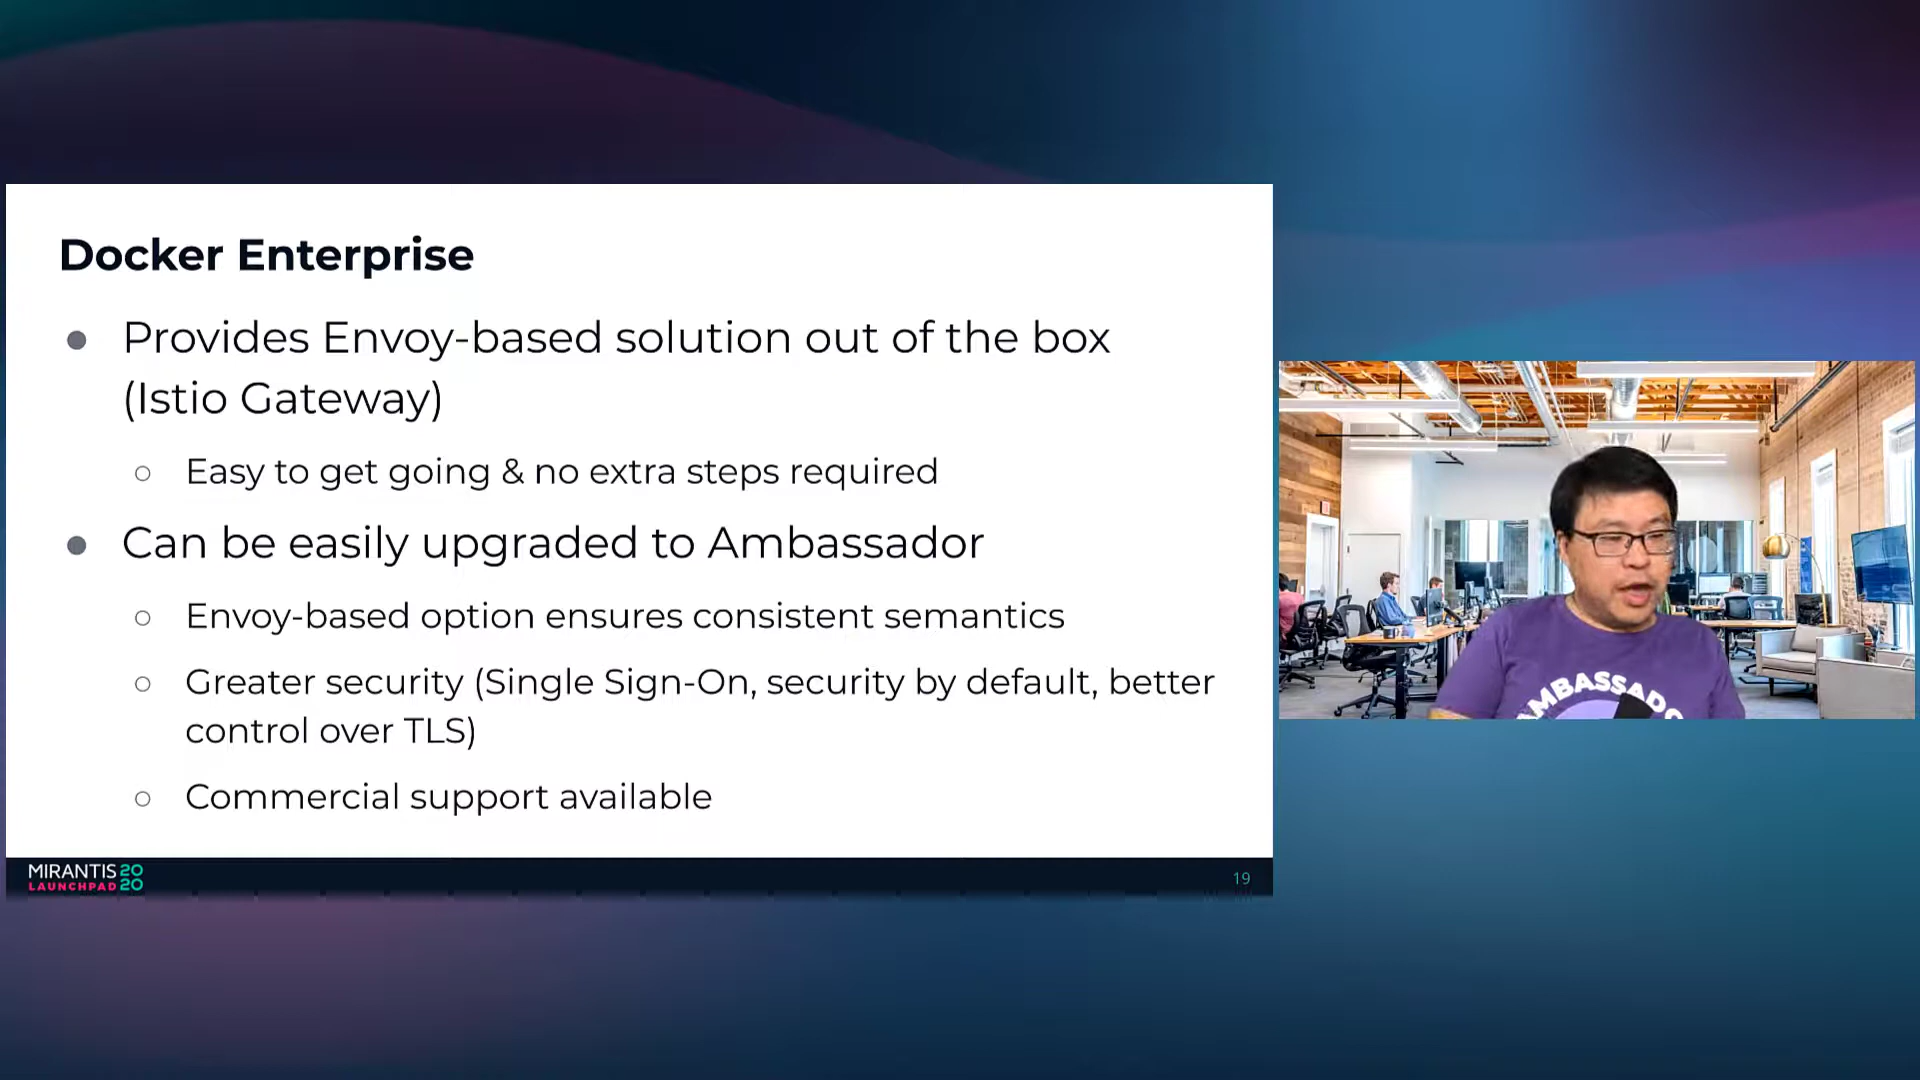 Docker Enterprise
● Provides Envoy-based solution out of the box
(Istio Gateway)
○ Easy to get going & no extra steps required
● Can be easily upgraded to Ambassador
○ Envoy-based option ensures consistent semantics
○ Greater security (Single Sign-On, security by default, better
control over TLS)
○ Commercial support available
MIRANTIS 20
LAUNCHPAD 20
19
AMBASSADO